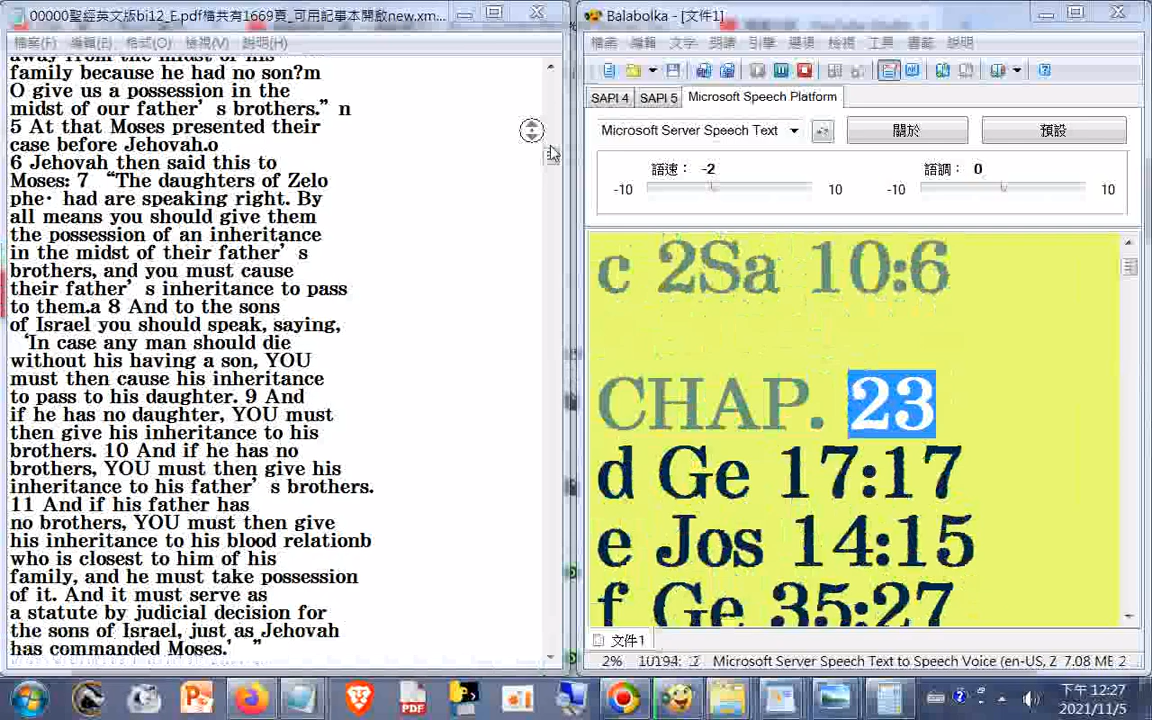 00000聖經英文版bi12_E.pdf檔共有1669頁_可用記事本開啟new.xm...
檔案(F) 編輯(E) 格式(O) 檢視(V) 說明(H)
away from the midst of his
family because he had no son?m
O give us a possession in the
midst of our father’s brothers.” n
5 At that Moses presented their
case before Jehovah.o
6 Jehovah then said this to
Moses: 7 “The daughters of Zelo
phe· had are speaking right. By
all means you should give them
the possession of an inheritance
in the midst of their father’s
brothers, and you must cause
their father’s inheritance to pass
to them.a 8 And to the sons
of Israel you should speak, saying,
‘In case any man should die
without his having a son, YOU
must then cause his inheritance
to pass to his daughter. 9 And
if he has no daughter, YOU must
then give his inheritance to his
brothers. 10 And if he has no
brothers, YOU must then give his
inheritance to his father’s brothers.
11 And if his father has
no brothers, YOU must then give
his inheritance to his blood relationb
who is closest to him of his
family, and he must take possession
of it. And it must serve as
a statute by judicial decision for
the sons of Israel, just as Jehovah
has commanded Moses.’ ”
Balabolka - [文件1]
檔案 編輯 文字 朗讀 引擎 選項 檢視 工具 書籤 說明
SAPI 4 SAPI 5 Microsoft Speech Platform
Microsoft Server Speech Text 關於 預設
語速： -2 語調： 0
-10 10 -10 10
c 2Sa 10:6
CHAP. 23
d Ge 17:17
e Jos 14:15
f Ge 35:27
文件1
2% Microsoft Server Speech Text to Speech Voice (en-US, Z 7.08 MB 2
PDF
下午 12:27
2021/11/5